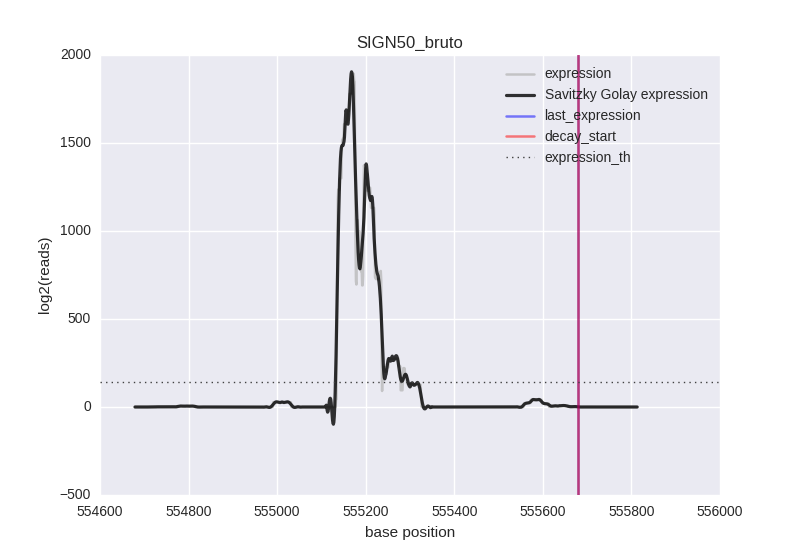 SIGN50_bruto
2000
1500
1000
500
0
−500
log2(reads)
expression
Savitzky Golay expression
last_expression
decay_start
expression_th
554600 554800 555000 555200 555400 555600 555800 556000
base position